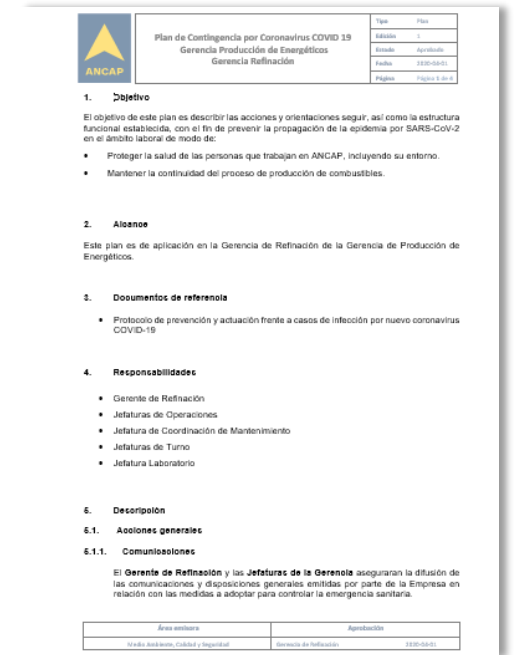 Plan de Contingencia por Coronavirus COVID 19
Gerencia Producción de Energéticos
Gerencia Refinación
ANCAP
Tipo Plan
Edición 1
Estado Aprobado
Fecha 2020-04-01
Página Página 1 de 6
1. Objetivo
El objetivo de este plan es describir las acciones y orientaciones seguir, así como la estructura
funcional establecida, con el fin de prevenir la propagación de la epidemia por SARS-CoV-2
en el ámbito laboral de modo de:
• Proteger la salud de las personas que trabajan en ANCAP, incluyendo su entorno.
• Mantener la continuidad del proceso de producción de combustibles.
2. Alcance
Este plan es de aplicación en la Gerencia de Refinación de la Gerencia de Producción de
Energéticos.
3. Documentos de referencia
• Protocolo de prevención y actuación frente a casos de infección por nuevo coronavirus
COVID-19
4. Responsabilidades
• Gerente de Refinación
• Jefaturas de Operaciones
• Jefatura de Coordinación de Mantenimiento
• Jefaturas de Turno
• Jefatura Laboratorio
5. Descripción
5.1. Acciones generales
5.1.1. Comunicaciones
El Gerente de Refinación y las Jefaturas de la Gerencia aseguraran la difusión de
las comunicaciones y disposiciones generales emitidas por parte de la Empresa en
relación con las medidas a adoptar para controlar la emergencia sanitaria.
Área emisora Aprobación
Medio Ambiente, Calidad y Seguridad Gerencia de Refinación 2020-04-01